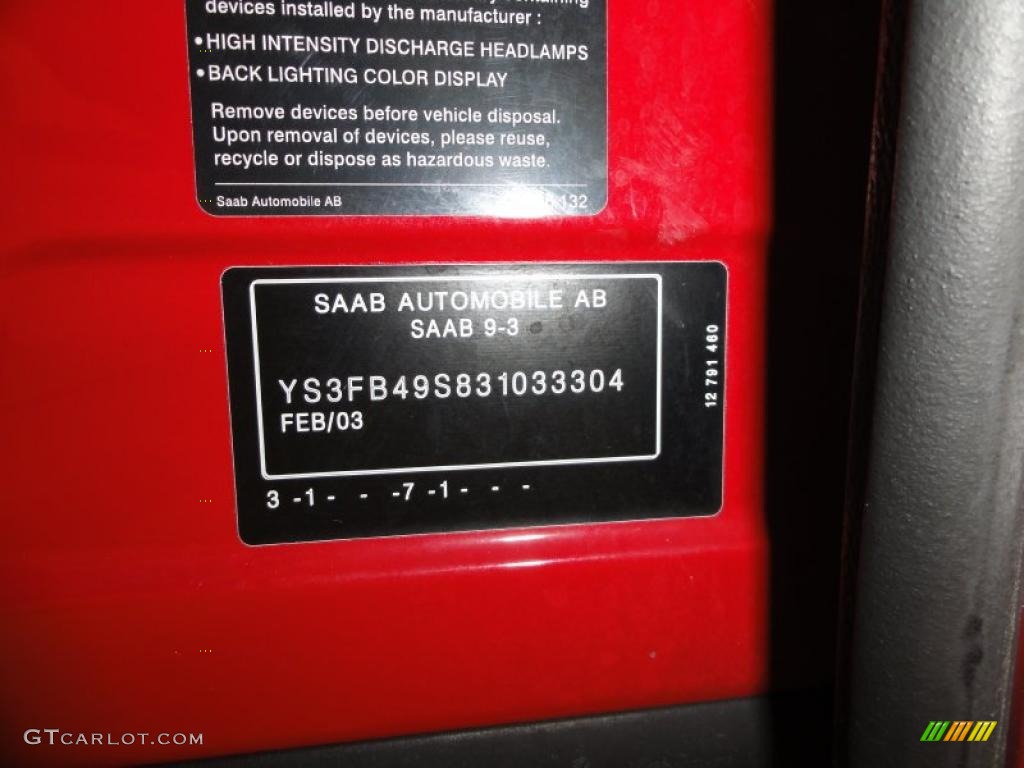 devices installed by the manufacturer :
•HIGH INTENSITY DISCHARGE HEADLAMPS
•BACK LIGHTING COLOR DISPLAY
Remove devices before vehicle disposal.
Upon removal of devices, please reuse,
recycle or dispose as hazardous waste.
Saab Automobile AB 132
SAAB AUTOMOBILE AB
SAAB 9-3
YS3FB49S831033304
FEB/03
12 791 460
3 -1- - -7 -1- - -
GTCARLOT.COM